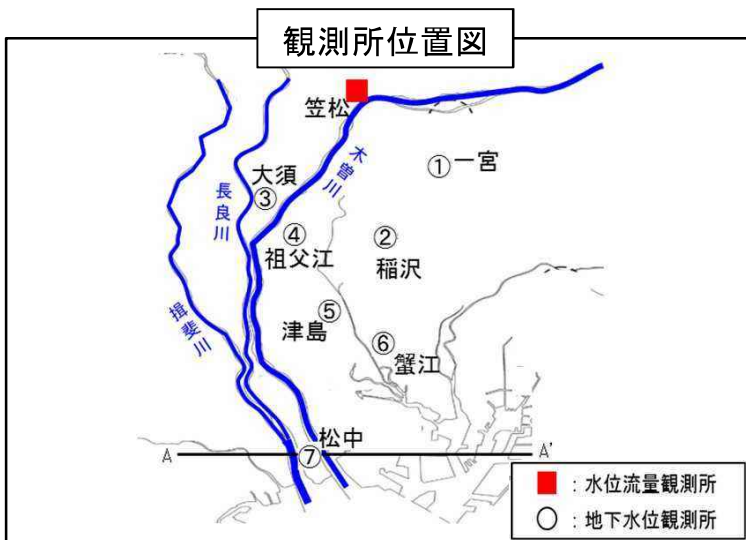 観測所位置図
笠松
①一宮
木曽川
大須
③
長良川
④
祖父江
②
稲沢
揖斐川
⑤
津島
⑥
蟹江
松中
A
⑦
A'
：水位流量観測所
：地下水位観測所